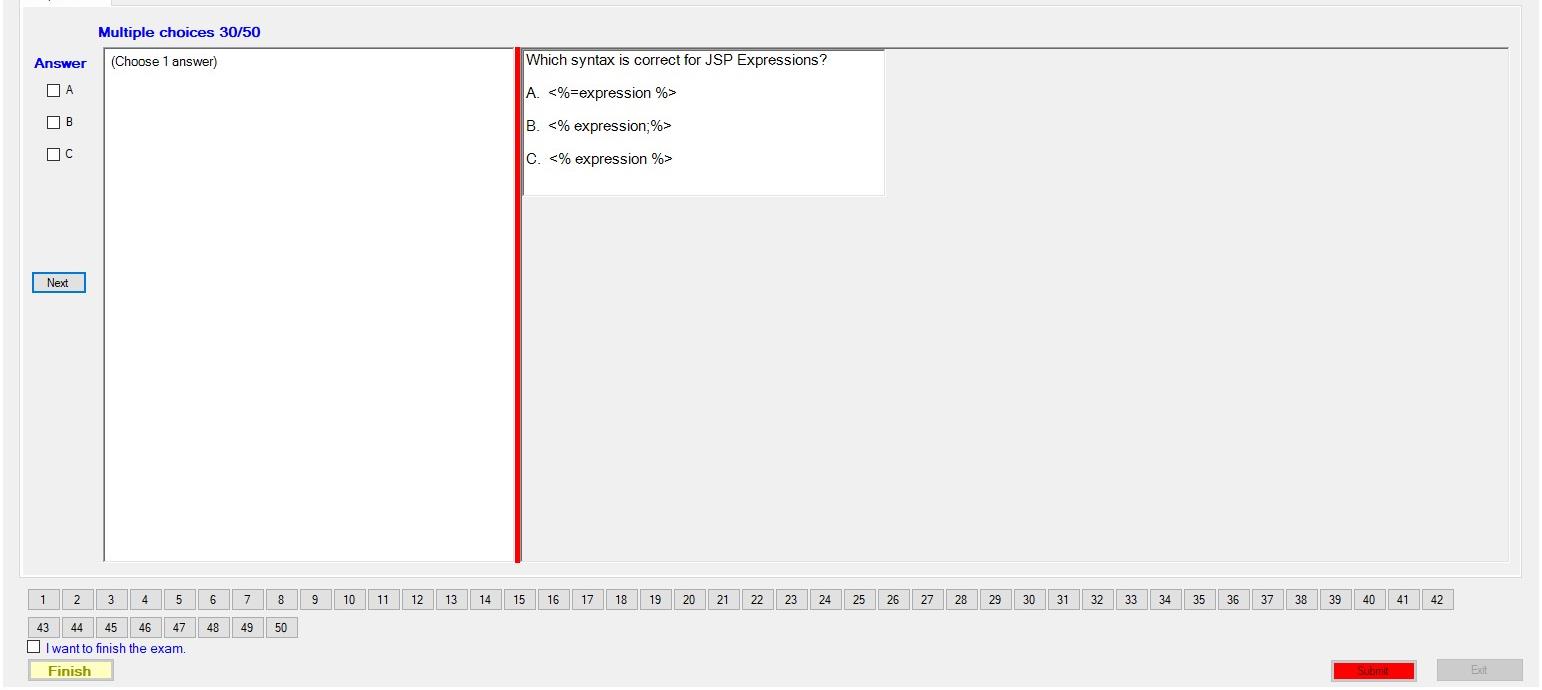 Multiple choices 30/50
Answer
(Choose 1 answer)
A
B
C
Next
Which syntax is correct for JSP Expressions?
A. <%=expression %>
B. <% expression;%>
C. <% expression %>
1 2 3 4 5 6 7 8 9 10 11 12 13 14 15 16 17 18 19 20 21 22 23 24 25 26 27 28 29 30 31 32 33 34 35 36 37 38 39 40 41 42
43 44 45 46 47 48 49 50
I want to finish the exam.
Finish
Submit
Exit